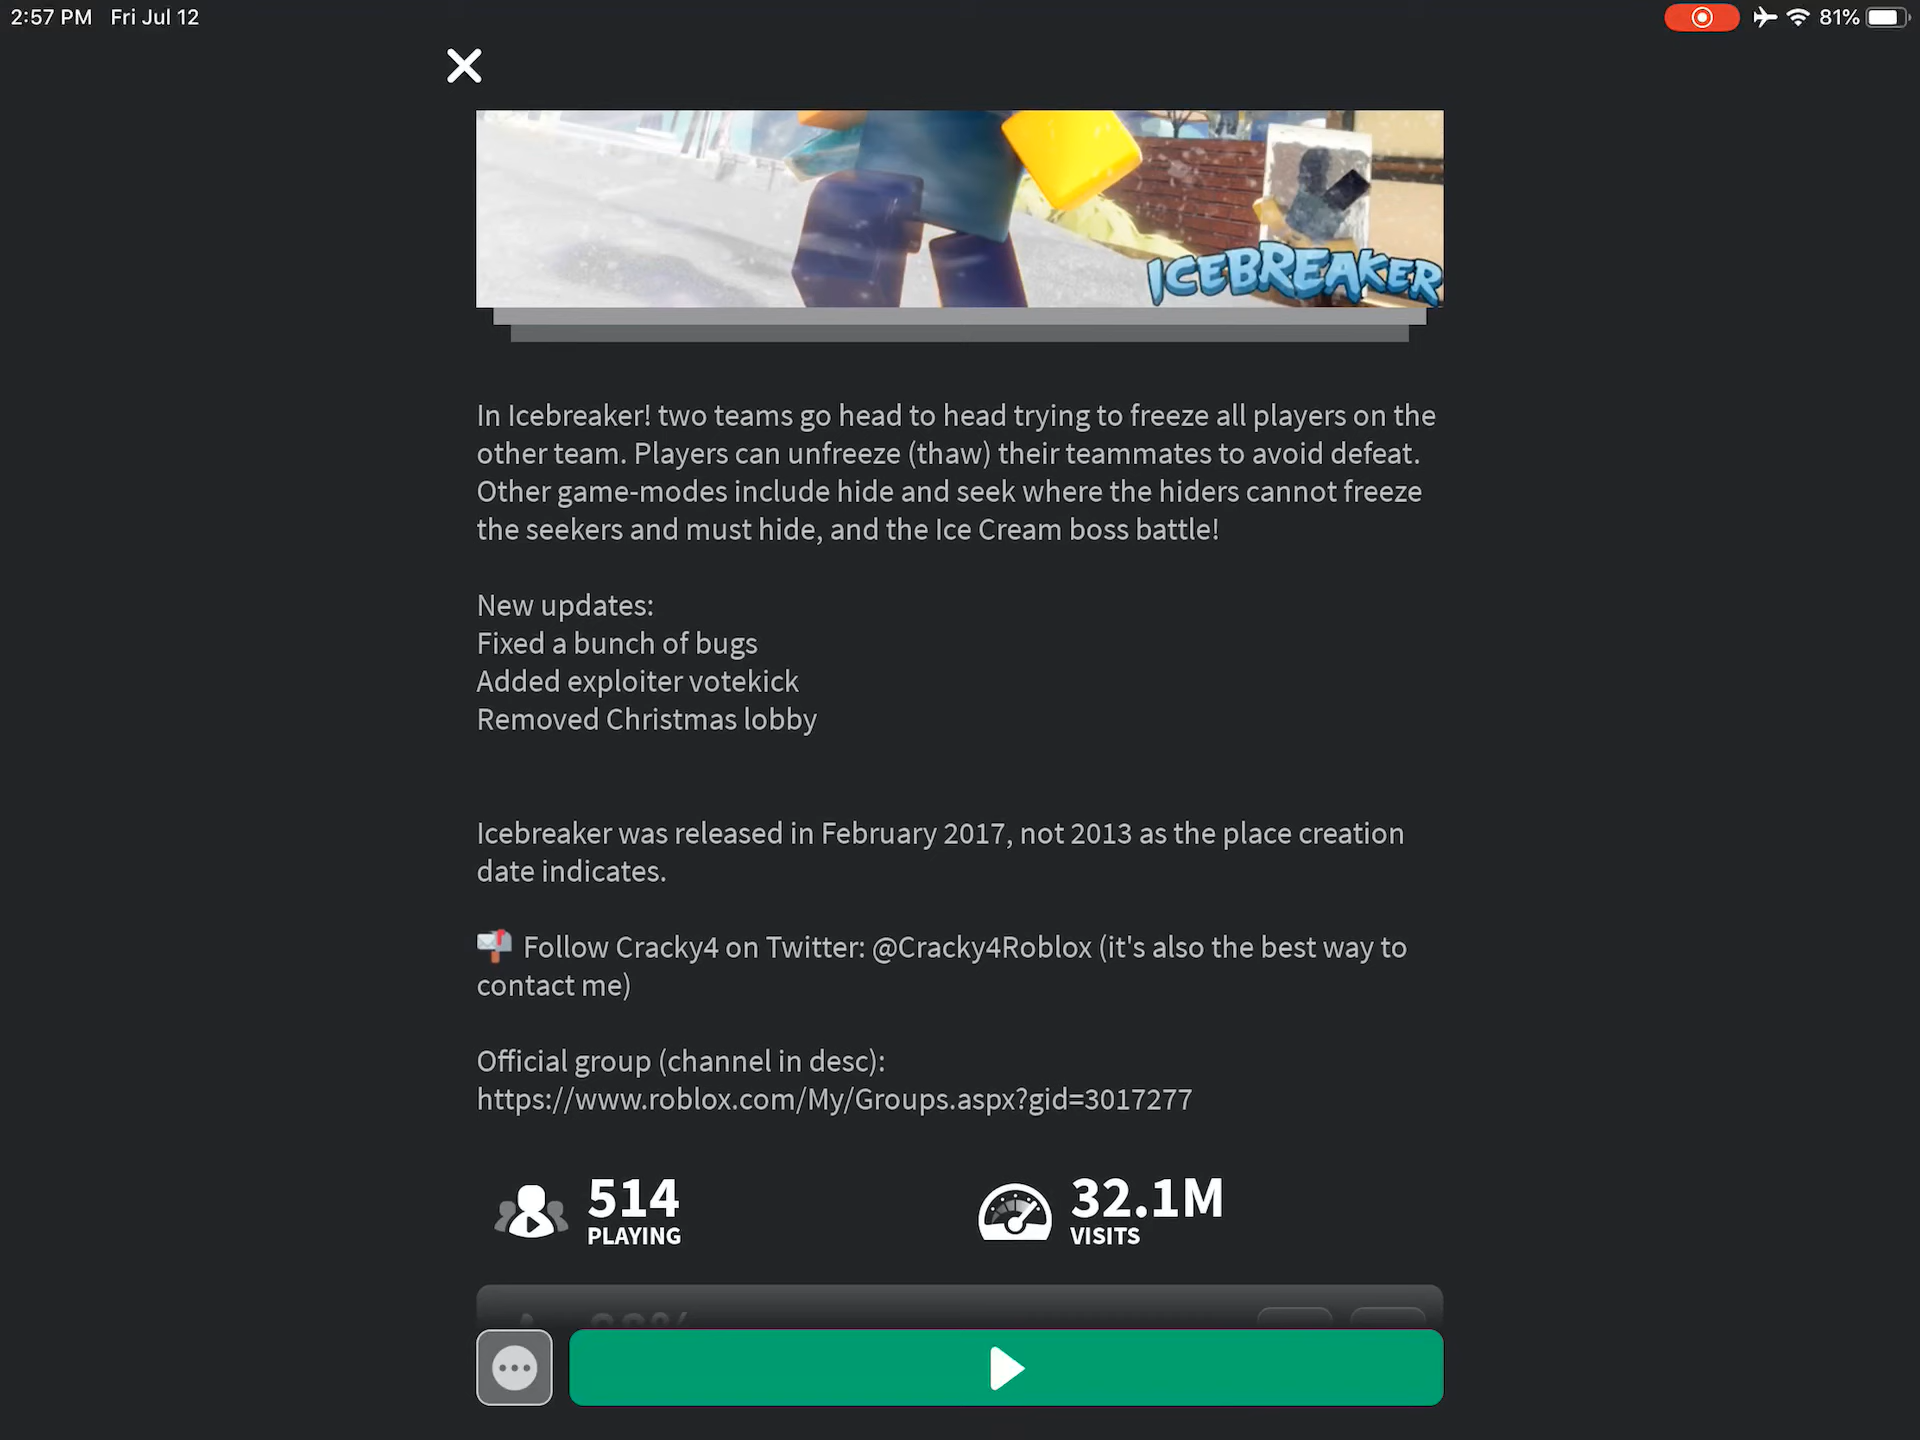 2:57 PM Fri Jul 12
81%
ICEBREAKER
In Icebreaker! two teams go head to head trying to freeze all players on the
other team. Players can unfreeze (thaw) their teammates to avoid defeat.
Other game-modes include hide and seek where the hiders cannot freeze
the seekers and must hide, and the Ice Cream boss battle!
New updates:
Fixed a bunch of bugs
Added exploiter votekick
Removed Christmas lobby
Icebreaker was released in February 2017, not 2013 as the place creation
date indicates.
Follow Cracky4 on Twitter: @Cracky4Roblox (it's also the best way to
contact me)
Official group (channel in desc):
https://www.roblox.com/My/Groups.aspx?gid=3017277
514
PLAYING
32.1M
VISITS